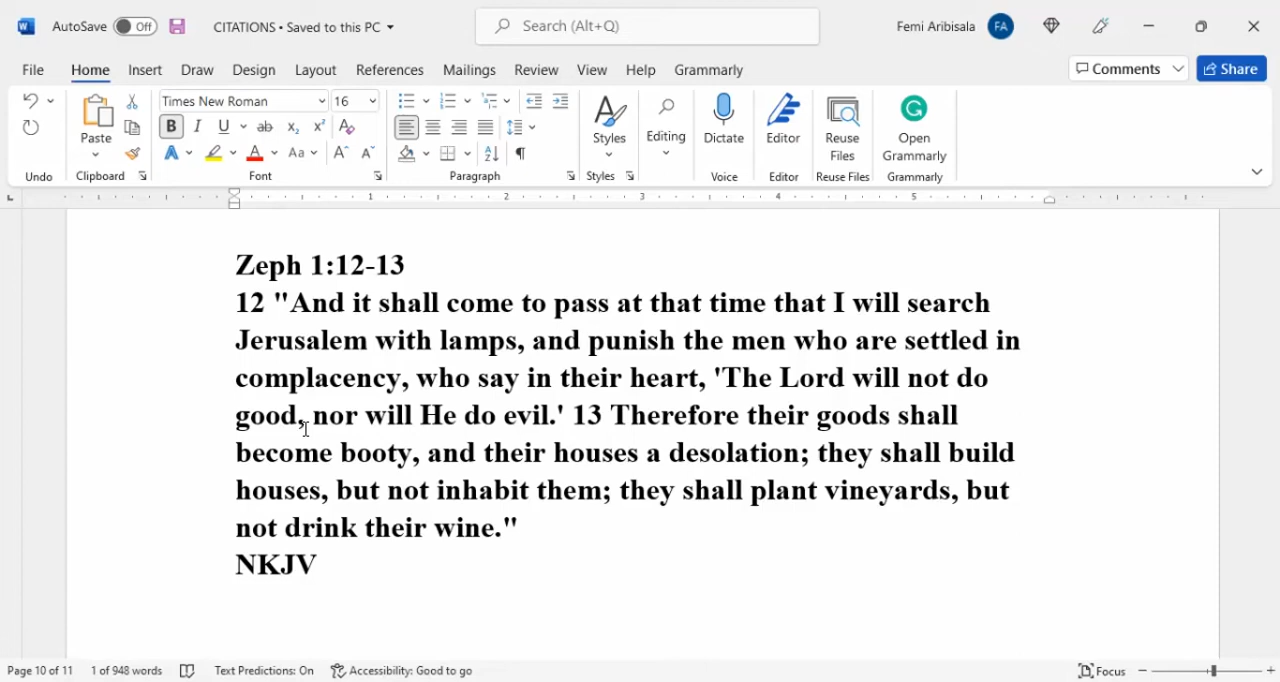 AutoSave Off CITATIONS • Saved to this PC Search (Alt+Q) Femi Aribisala FA
File Home Insert Draw Design Layout References Mailings Review View Help Grammarly Comments Share
Times New Roman 16
Paste Styles Editing Dictate Editor Reuse Files Open Grammarly
Undo Clipboard Font Paragraph Styles Voice Editor Reuse Files Grammarly
1 2 3 4 5
Zeph 1:12-13
12 "And it shall come to pass at that time that I will search
Jerusalem with lamps, and punish the men who are settled in
complacency, who say in their heart, 'The Lord will not do
good, nor will He do evil.' 13 Therefore their goods shall
become booty, and their houses a desolation; they shall build
houses, but not inhabit them; they shall plant vineyards, but
not drink their wine."
NKJV
Page 10 of 11 1 of 948 words Text Predictions: On Accessibility: Good to go Focus